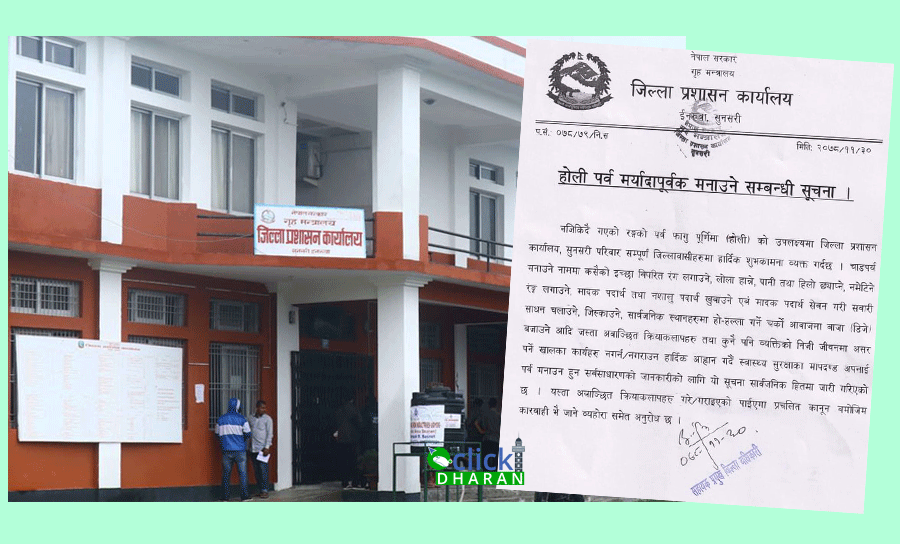 नेपाल सरकार
गृह मन्त्रालय
जिल्ला प्रशासन कार्यालय
click
DHARAN
नेपाल सरकार
गृह मन्त्रालय
जिल्ला प्रशासन कार्यालय
ईनरुवा, सुनसरी
प.सं.: ०७८/७९/नि.स
मिति: २०७८/११/३०
होली पर्व मर्यादापूर्वक मनाउने सम्बन्धी सूचना ।
नजिकिदै गएको रङ्गको पर्व फागु पूर्णिमा (होली) को उपलक्ष्यमा जिल्ला प्रशासन
कार्यालय, सुनसरी परिवार सम्पूर्ण जिल्लावासीहरुमा हार्दिक शुभकामना व्यक्त गर्दछ । चाडपर्व
मनाउने नाममा कसैको इच्छा विपरित रंग लगाउने, लोला हान्ने, पानी तथा हिलो छ्याप्ने, नमेटिने
रङ्ग लगाउने, मादक पदार्थ तथा नशालु पदार्थ खुवाउने एवं मादक पदार्थ सेवन गरी सवारी
साधन चलाउने, जिस्काउने, सार्वजनिक स्थानहरुमा हो-हल्ला गर्ने चर्को आवाजमा बाजा (डिजे)
बजाउने आदि जस्ता अवाञ्छित क्रियाकलापहरु तथा कुनै पनि व्यक्तिको निजी जीवनमा असर
पर्ने खालका कार्यहरु नगर्न/नगराउन हार्दिक आह्वान गर्दै स्वास्थ्य सुरक्षाका मापदण्ड अपनाई
पर्व मनाउन हुन सर्वसाधारणको जानकारीको लागि यो सूचना सार्वजनिक हितमा जारी गरिएको
छ । यस्ता अवाञ्छित क्रियाकलापहरु गरे/गराइएको पाईएमा प्रचलित कानून बमोजिम
कारवाही भै जाने व्यहोरा समेत अनुरोध छ ।
सहायक प्रमुख जिल्ला अधिकारी